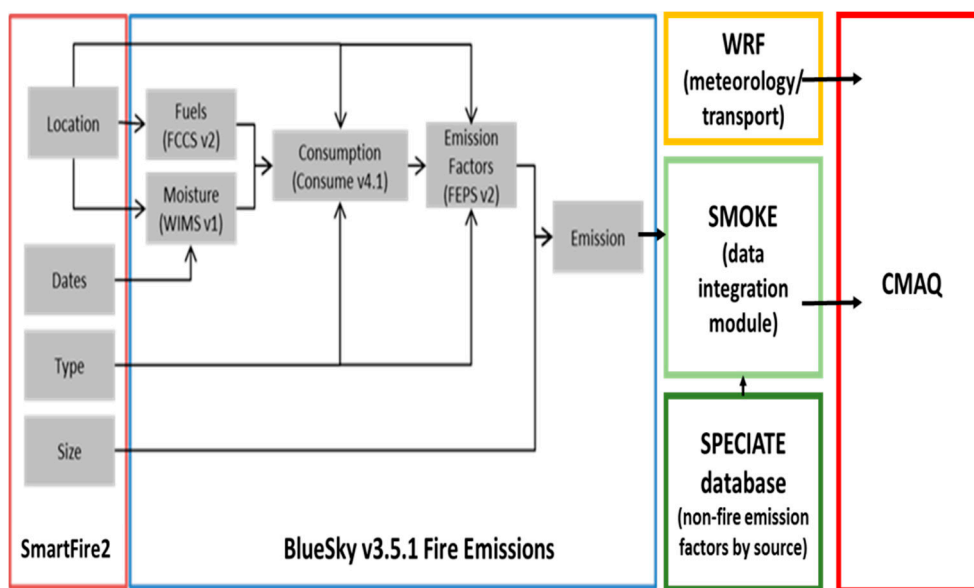 Location
Dates
Type
Size
SmartFire2
Fuels
(FCCS v2)
Moisture
(WIMS v1)
Consumption
(Consume v4.1)
Emission
Factors
(FEPS v2)
Emission
BlueSky v3.5.1 Fire Emissions
WRF
(meteorology/
transport)
SMOKE
(data
integration
module)
SPECIATE
database
(non-fire emission
factors by source)
CMAQ